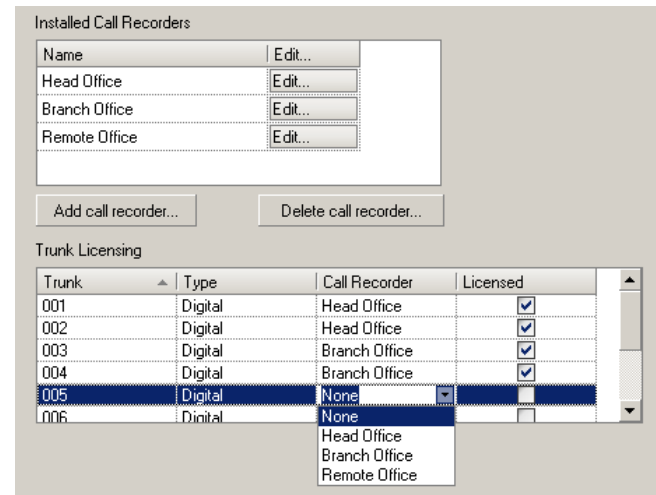 Installed Call Recorders
Name Edit...
Head Office Edit...
Branch Office Edit...
Remote Office Edit...
Add call recorder... Delete call recorder...
Trunk Licensing
Trunk Type Call Recorder Licensed
001 Digital Head Office
002 Digital Head Office
003 Digital Branch Office
004 Digital Branch Office
005 Digital None
006 Digital None
Head Office
Branch Office
Remote Office